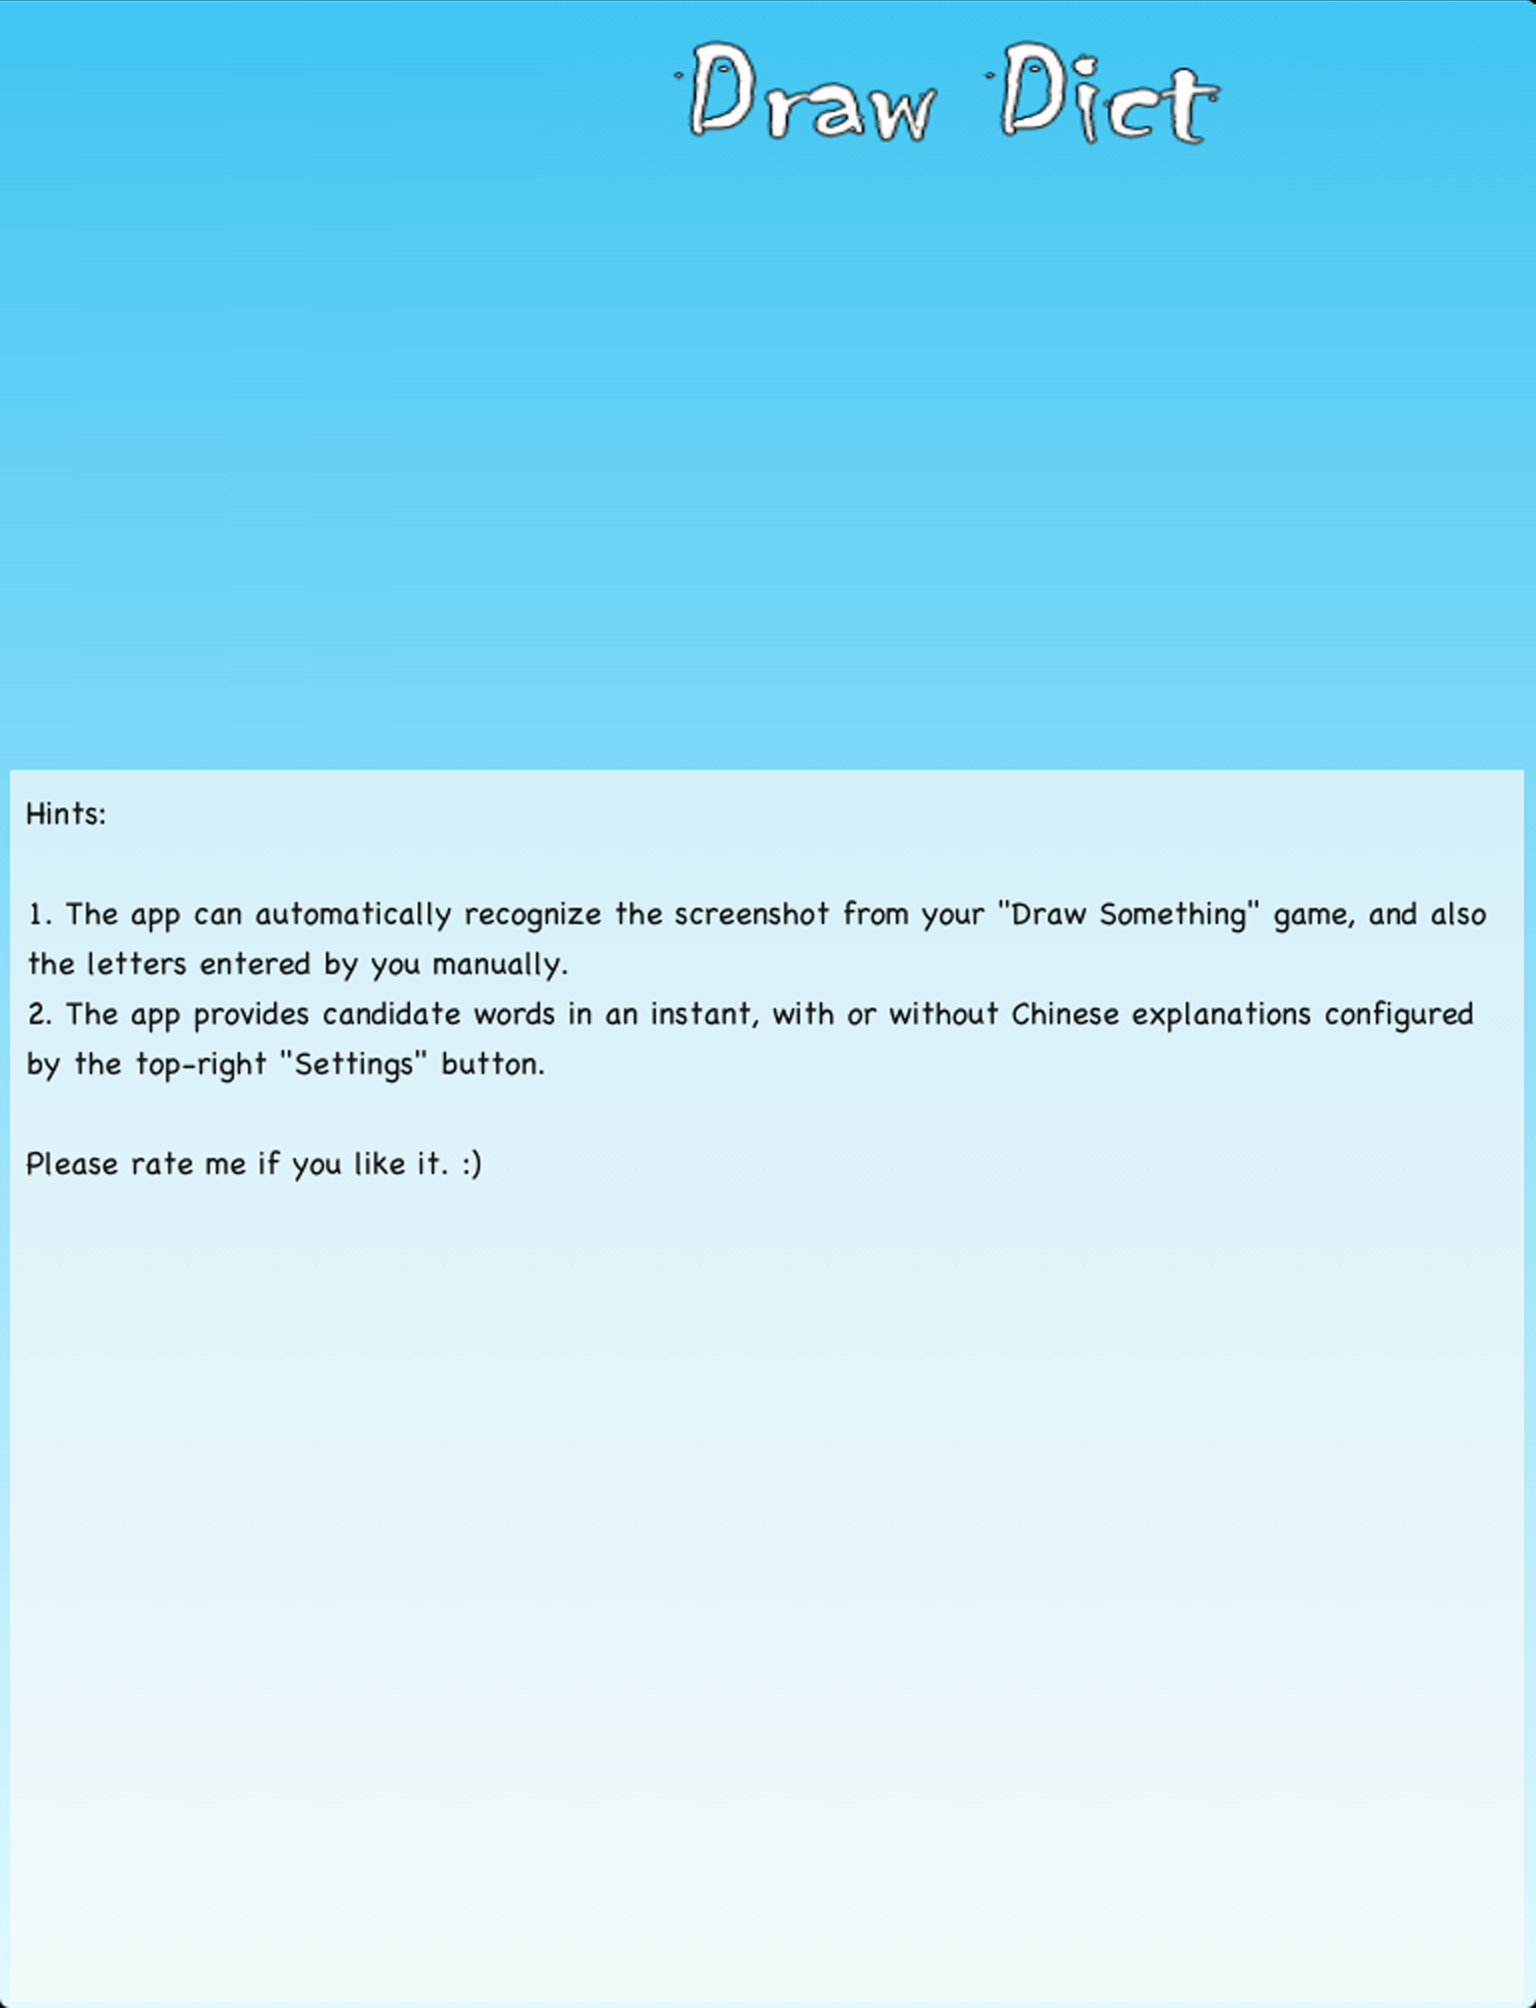 Draw Dict
Hints:
1. The app can automatically recognize the screenshot from your "Draw Something" game, and also
the letters entered by you manually.
2. The app provides candidate words in an instant, with or without Chinese explanations configured
by the top-right "Settings" button.
Please rate me if you like it. :)